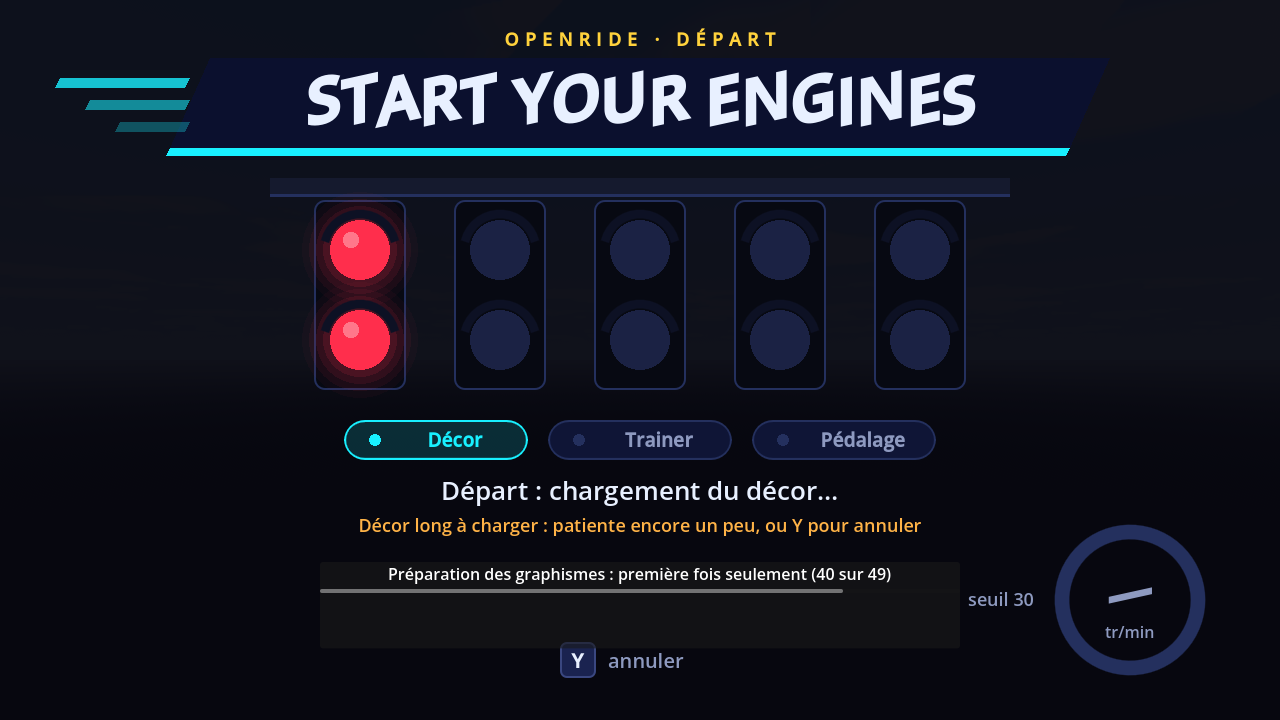 OPENRIDE · DÉPART
START YOUR ENGINES
Décor
Trainer
Pédalage
Départ : chargement du décor...
Décor long à charger : patiente encore un peu, ou Y pour annuler
Préparation des graphismes : première fois seulement (40 sur 49)
seuil 30
—
tr/min
Y annuler